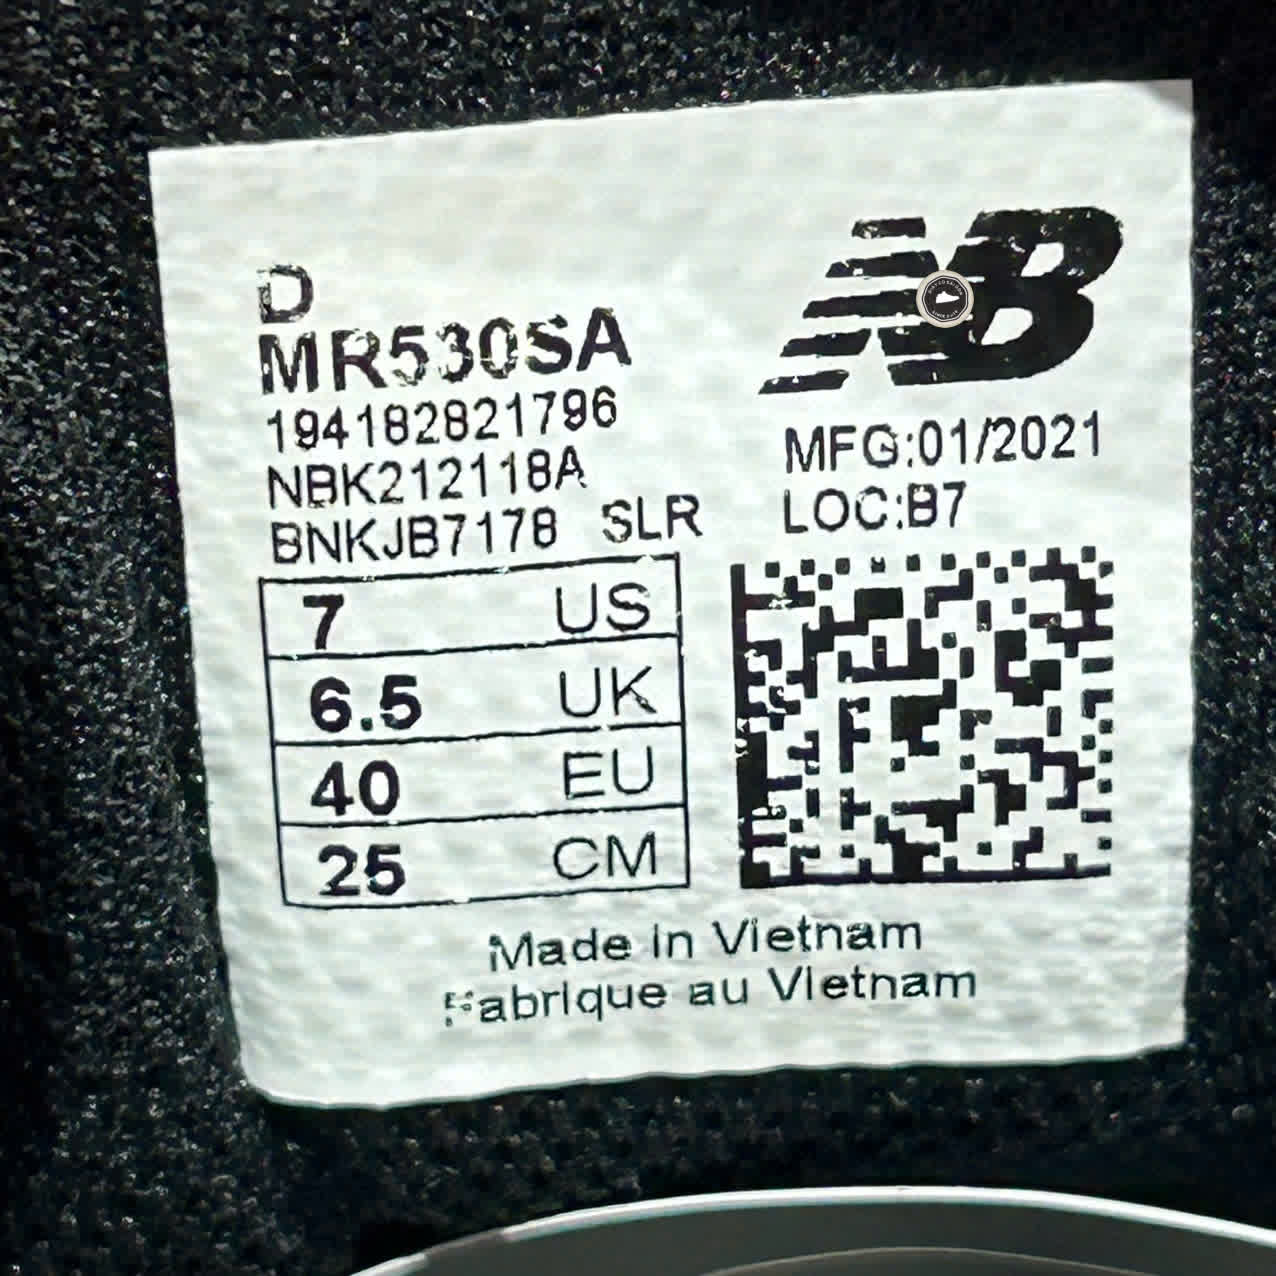 D
MR530SA
194182821796
NBK212118A
BNKJB7178 SLR
NB
MFG:01/2021
LOC:B7
7 US
6.5 UK
40 EU
25 CM
Made in Vietnam
Fabrique au Vietnam